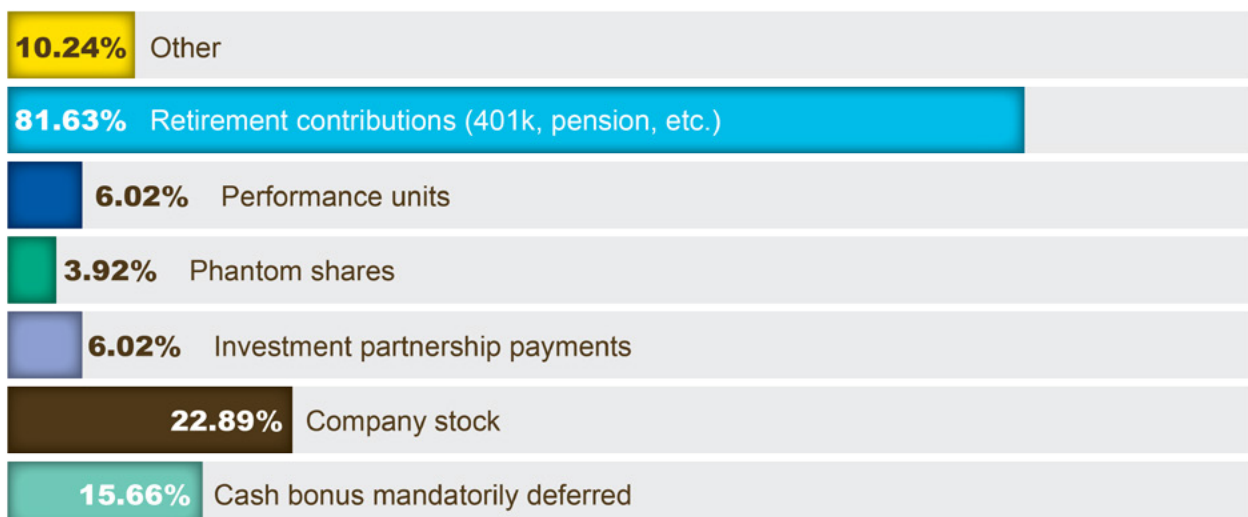 10.24% Other
81.63% Retirement contributions (401k, pension, etc.)
6.02% Performance units
3.92% Phantom shares
6.02% Investment partnership payments
22.89% Company stock
15.66% Cash bonus mandatorily deferred